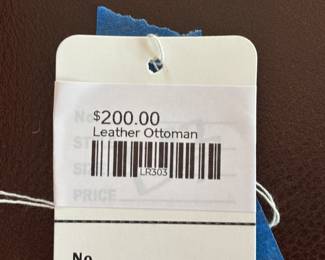 $200.00
Leather Ottoman
LR303
PRICE
No